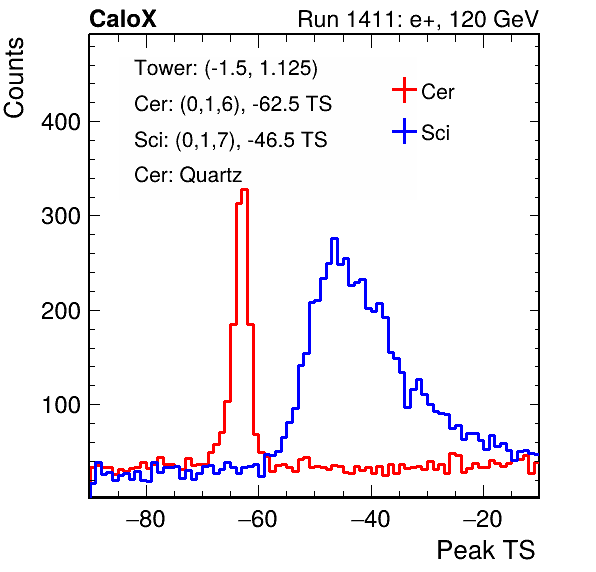 CaloX Run 1411: e+, 120 GeV
Counts
Tower: (-1.5, 1.125)
Cer: (0,1,6), -62.5 TS
Sci: (0,1,7), -46.5 TS
Cer: Quartz
Cer
Sci
400
300
200
100
−80 −60 −40 −20
Peak TS